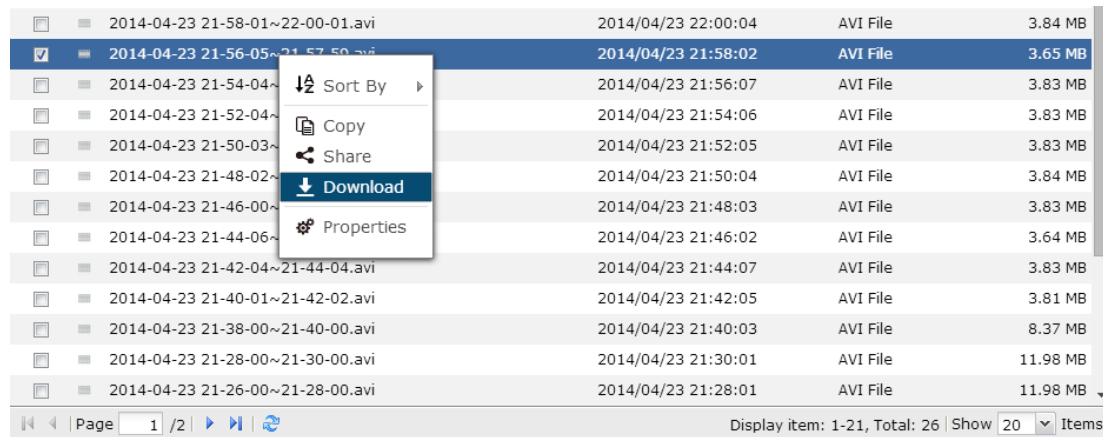 2014-04-23 21-58-01~22-00-01.avi 2014/04/23 22:00:04 AVI File 3.84 MB
2014-04-23 21-56-05~21-57-59.avi 2014/04/23 21:58:02 AVI File 3.65 MB
2014-04-23 21-54-04~ Sort By 2014/04/23 21:56:07 AVI File 3.83 MB
2014-04-23 21-52-04~ Copy 2014/04/23 21:54:06 AVI File 3.83 MB
2014-04-23 21-50-03~ Share 2014/04/23 21:52:05 AVI File 3.83 MB
2014-04-23 21-48-02~ Download 2014/04/23 21:50:04 AVI File 3.84 MB
2014-04-23 21-46-00~ 2014/04/23 21:48:03 AVI File 3.83 MB
2014-04-23 21-44-06~ Properties 2014/04/23 21:46:02 AVI File 3.64 MB
2014-04-23 21-42-04~21-44-04.avi 2014/04/23 21:44:07 AVI File 3.83 MB
2014-04-23 21-40-01~21-42-02.avi 2014/04/23 21:42:05 AVI File 3.81 MB
2014-04-23 21-38-00~21-40-00.avi 2014/04/23 21:40:03 AVI File 8.37 MB
2014-04-23 21-28-00~21-30-00.avi 2014/04/23 21:30:01 AVI File 11.98 MB
2014-04-23 21-26-00~21-28-00.avi 2014/04/23 21:28:01 AVI File 11.98 MB
Page 1 /2 Display item: 1-21, Total: 26 Show 20 Items